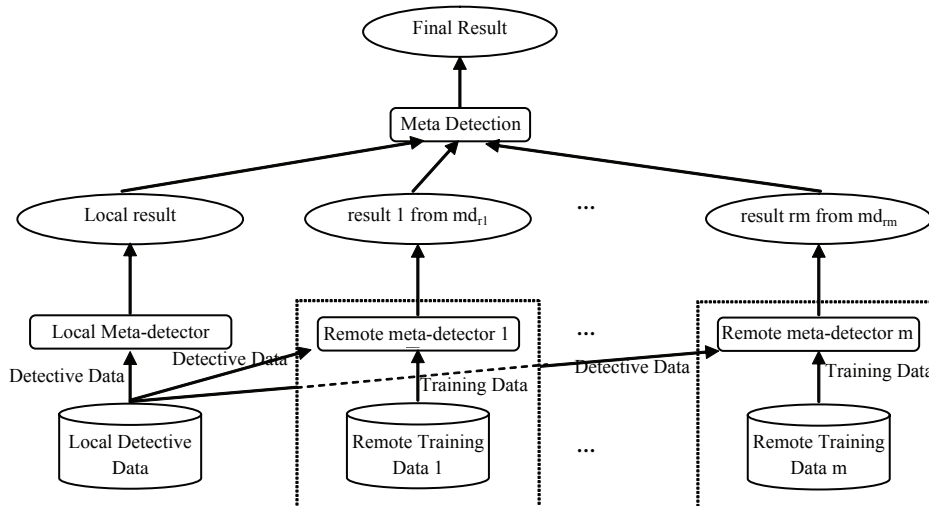 Final Result
Meta Detection
Local result
result 1 from md_r1
...
result rm from md_rm
Local Meta-detector
Remote meta-detector 1
...
Remote meta-detector m
Detective Data
Detective Data
Training Data
Detective Data
Training Data
Local Detective
Data
Remote Training
Data 1
...
Remote Training
Data m